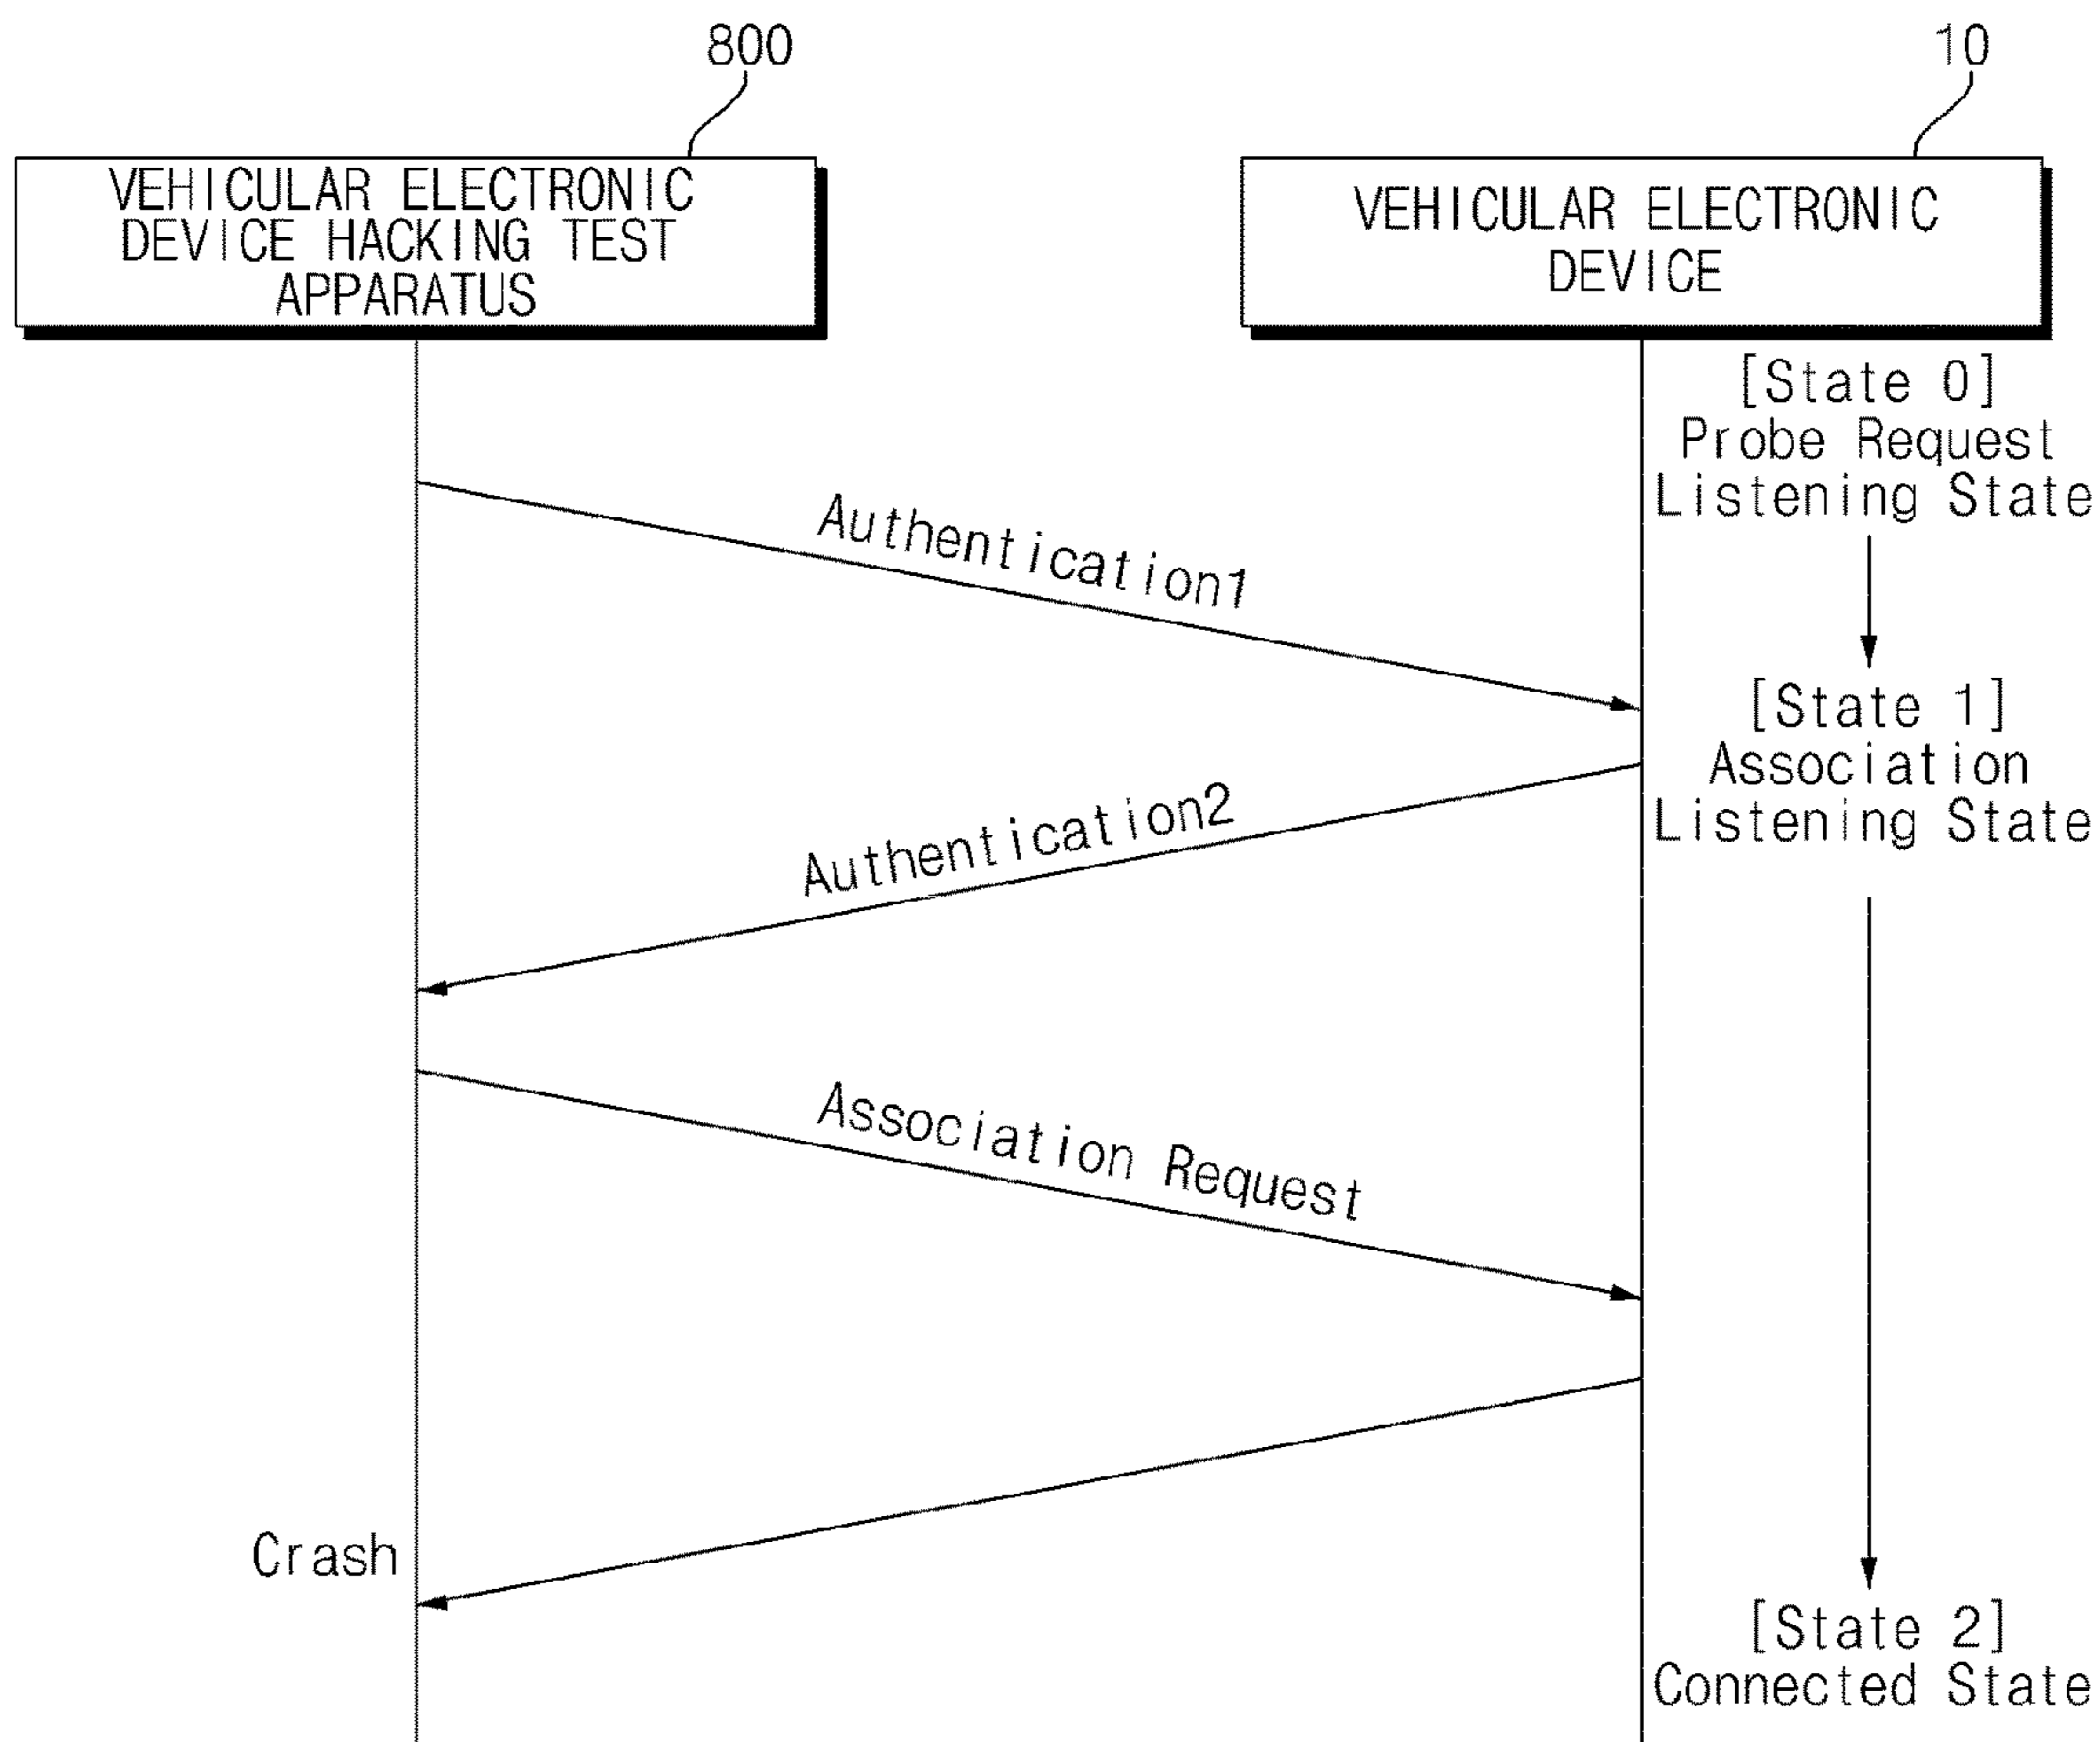 800
10
VEHICULAR ELECTRONIC
DEVICE HACKING TEST
APPARATUS
VEHICULAR ELECTRONIC
DEVICE
[State 0]
Probe Request
Listening State
Authentication1
[State 1]
Association
Listening State
Authentication2
Association Request
Crash
[State 2]
Connected State